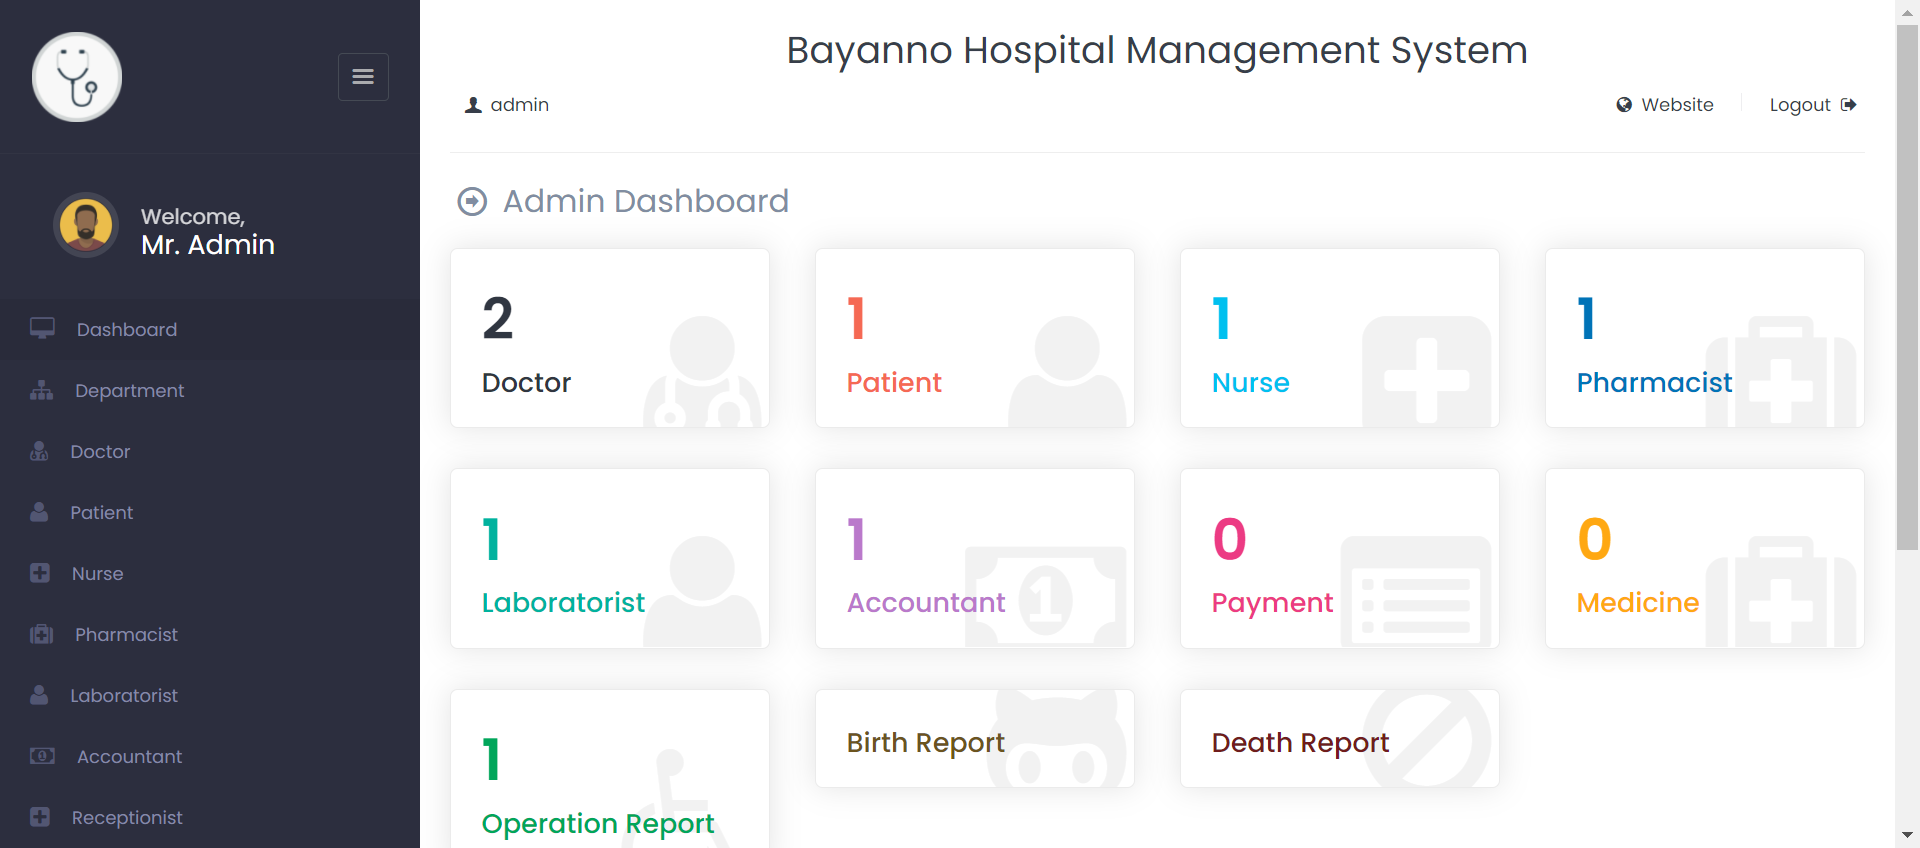 Bayanno Hospital Management System
admin
Website
Logout
Welcome,
Mr. Admin
Dashboard
Department
Doctor
Patient
Nurse
Pharmacist
Laboratorist
Accountant
Receptionist
Admin Dashboard
2
Doctor
1
Patient
1
Nurse
1
Pharmacist
1
Laboratorist
1
Accountant
0
Payment
0
Medicine
1
Operation Report
Birth Report
Death Report